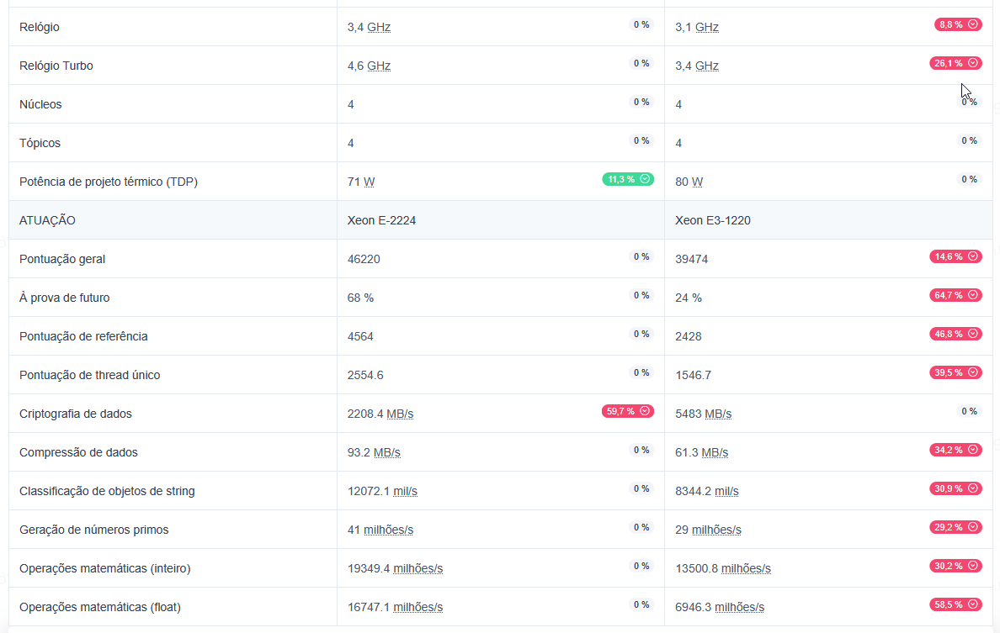 Relógio 3,4 GHz 0 % 3,1 GHz 8,8 %
Relógio Turbo 4,6 GHz 0 % 3,4 GHz 26,1 %
Núcleos 4 0 % 4 0 %
Tópicos 4 0 % 4 0 %
Potência de projeto térmico (TDP) 71 W 11,3 % 80 W 0 %
ATUAÇÃO Xeon E-2224 Xeon E3-1220
Pontuação geral 46220 0 % 39474 14,6 %
À prova de futuro 68 % 0 % 24 % 64,7 %
Pontuação de referência 4564 0 % 2428 46,8 %
Pontuação de thread único 2554.6 0 % 1546.7 39,5 %
Criptografia de dados 2208.4 MB/s 59,7 % 5483 MB/s 0 %
Compressão de dados 93.2 MB/s 0 % 61.3 MB/s 34,2 %
Classificação de objetos de string 12072.1 mil/s 0 % 8344.2 mil/s 30,9 %
Geração de números primos 41 milhões/s 0 % 29 milhões/s 29,2 %
Operações matemáticas (inteiro) 19349.4 milhões/s 0 % 13500.8 milhões/s 30,2 %
Operações matemáticas (float) 16747.1 milhões/s 0 % 6946.3 milhões/s 58,5 %